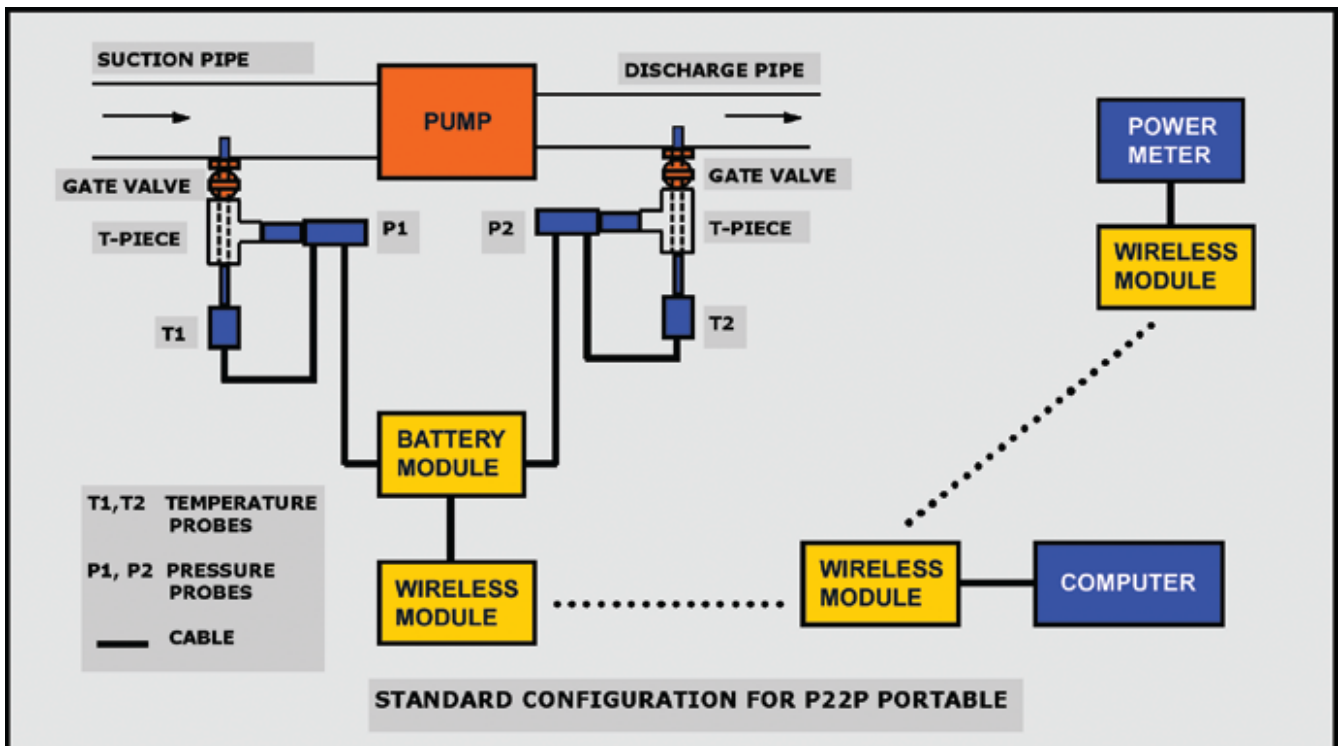 SUCTION PIPE
DISCHARGE PIPE
PUMP
POWER
METER
GATE VALVE
GATE VALVE
T-PIECE
P1
P2
T-PIECE
WIRELESS
MODULE
T1
T2
BATTERY
MODULE
T1,T2 TEMPERATURE
PROBES
P1, P2 PRESSURE
PROBES
CABLE
WIRELESS
MODULE
WIRELESS
MODULE
COMPUTER
STANDARD CONFIGURATION FOR P22P PORTABLE